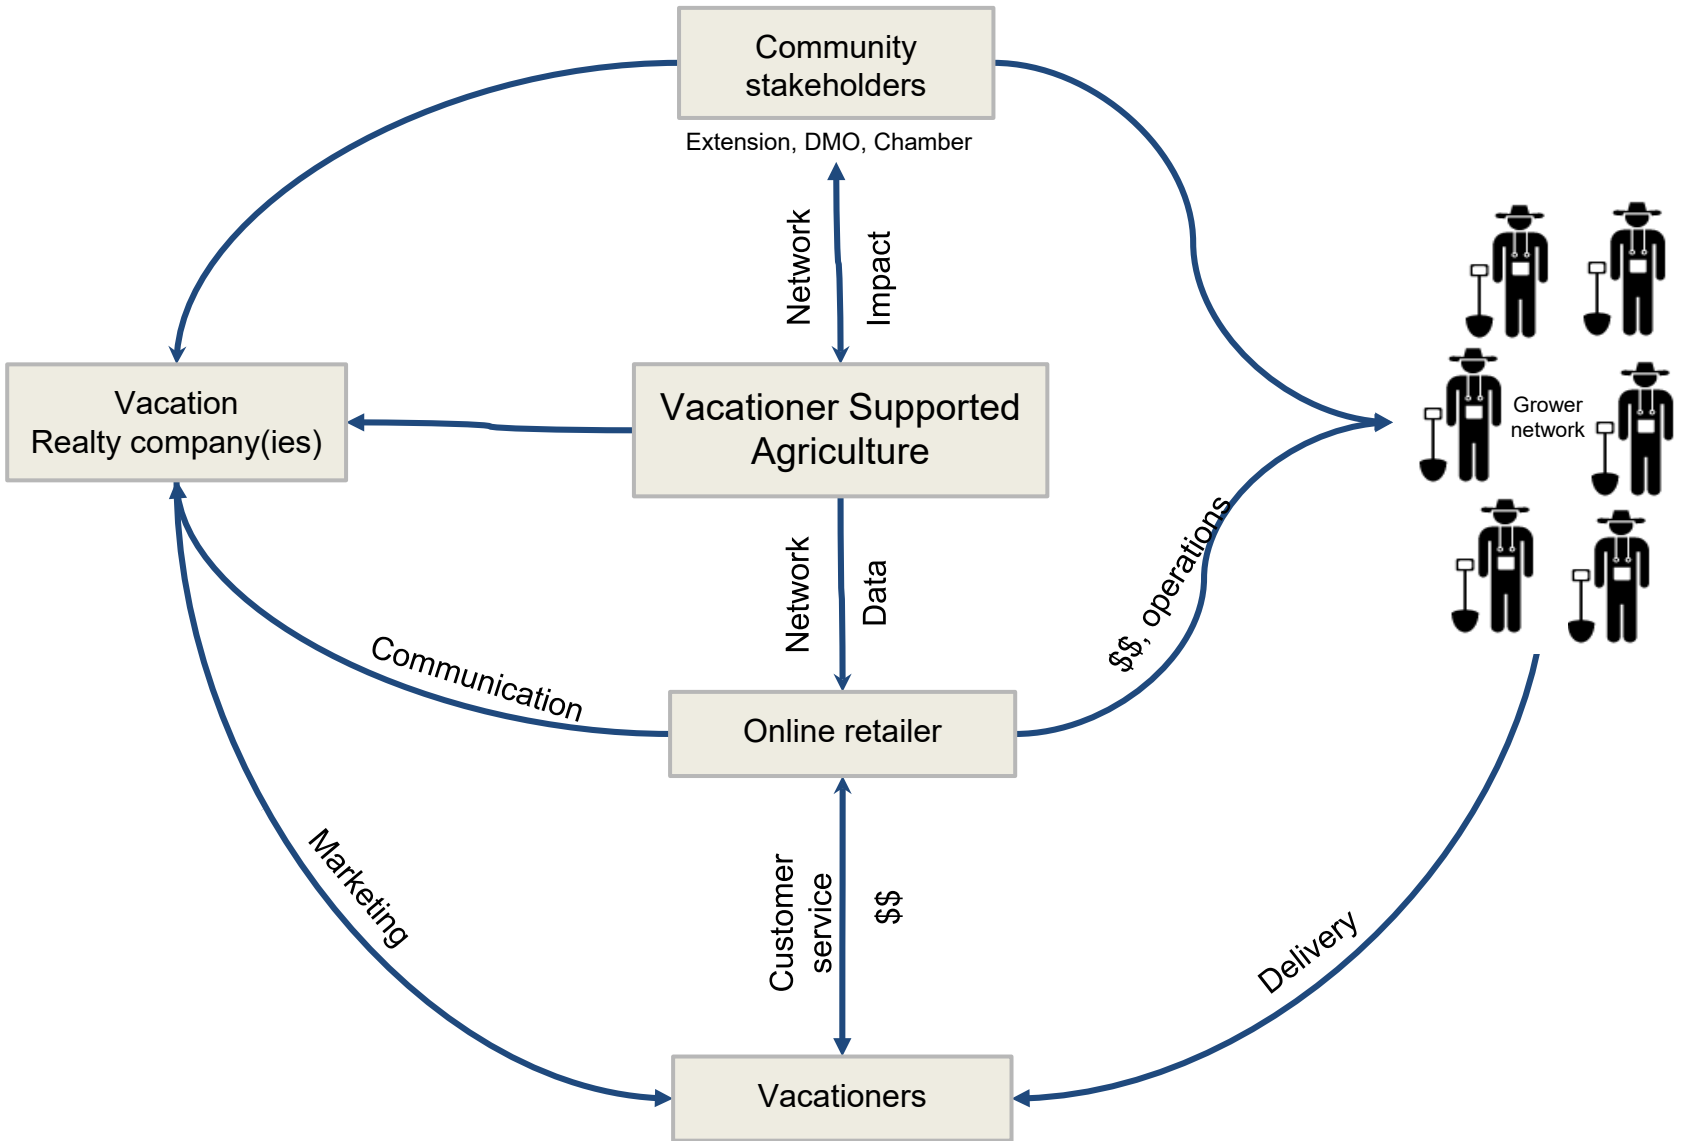 Community
stakeholders
Extension, DMO, Chamber
Network
Impact
Vacation
Realty company(ies)
Vacationer Supported
Agriculture
Grower
network
Network
Data
$$, operations
Communication
Online retailer
Marketing
Customer
service
$$
Delivery
Vacationers